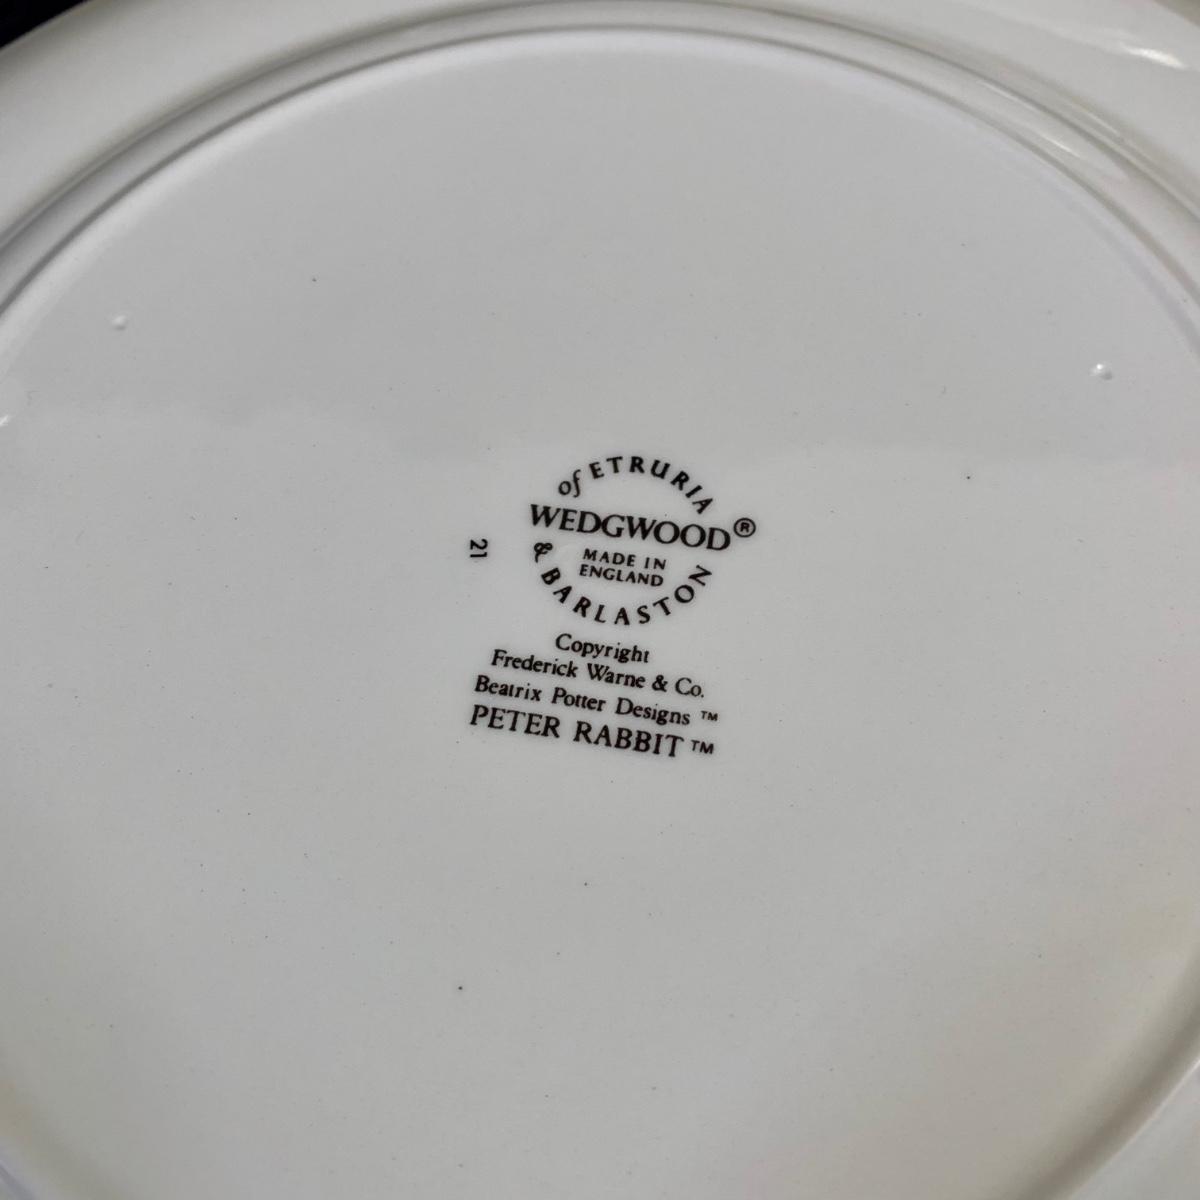 of ETRURIA
WEDGWOOD®
MADE IN
ENGLAND
& BARLASTON
21
Copyright
Frederick Warne & Co.
Beatrix Potter Designs ™
PETER RABBIT ™